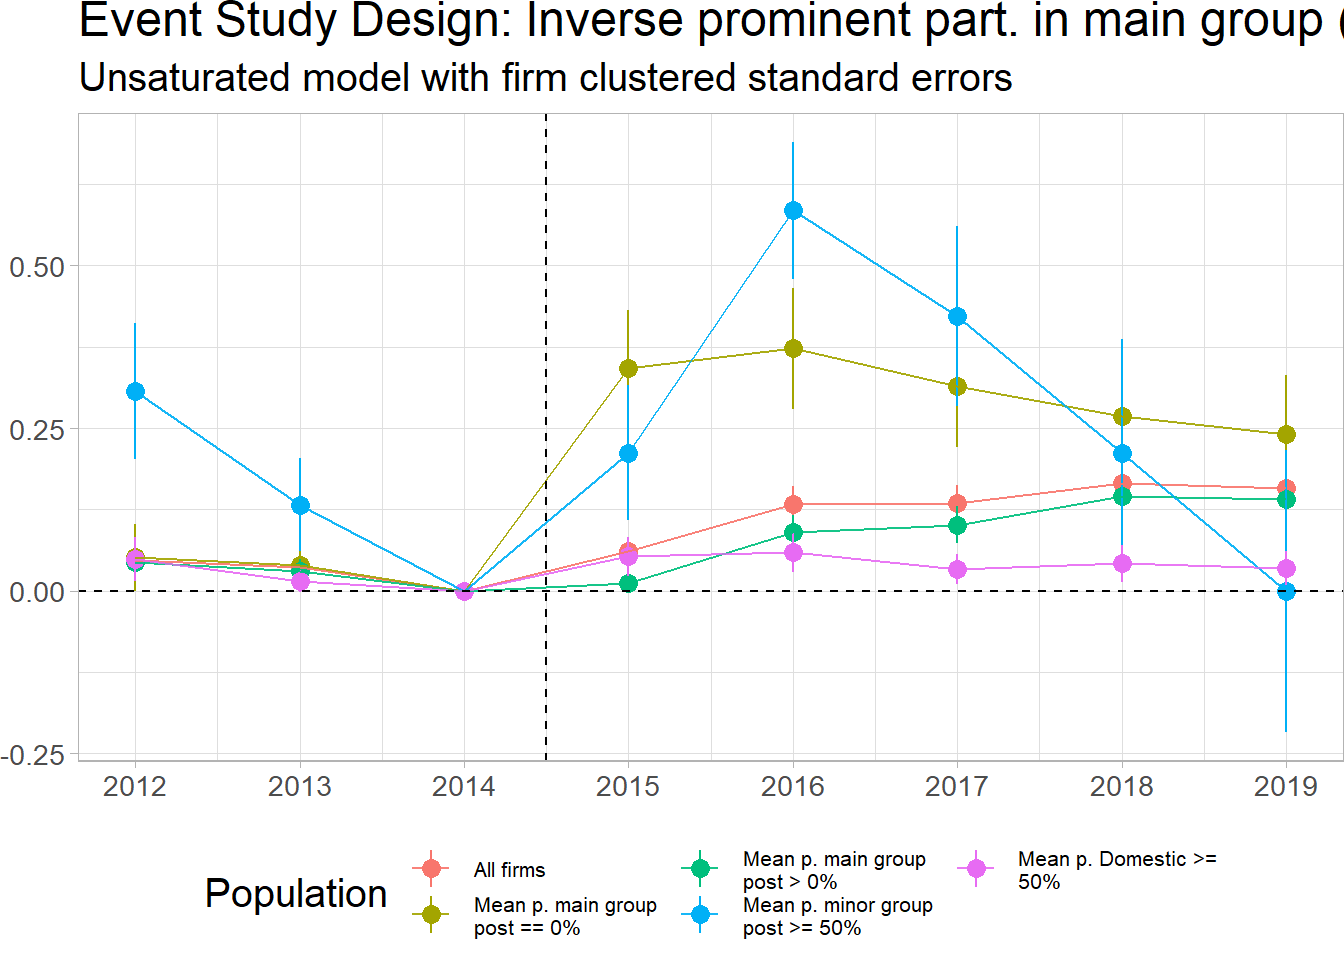 Event Study Design: Inverse prominent part. in main group (
Unsaturated model with firm clustered standard errors
0.50
0.25
0.00
-0.25
2012 2013 2014 2015 2016 2017 2018 2019
Population
All firms
Mean p. main group
post == 0%
Mean p. main group
post > 0%
Mean p. minor group
post >= 50%
Mean p. Domestic >=
50%